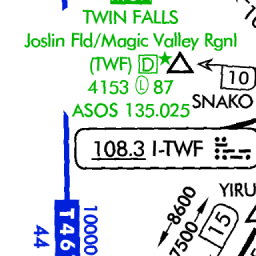 TWIN FALLS
Joslin Fld/Magic Valley Rgnl
(TWF) D
4153 L 87
ASOS 135.025
10
SNAKO
108.3 I-TWF
YIRU
8600
7500
15
10000
T46
44